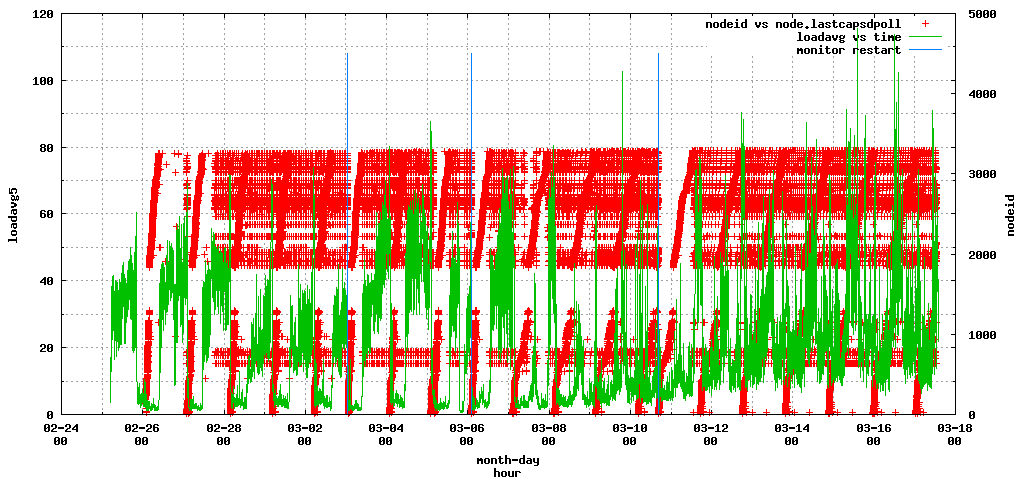 120
100
80
60
40
20
0
loadavg5
5000
4000
3000
2000
1000
0
nodeid
nodeid vs node.lastcapsdpoll
loadavg vs time
monitor restart
02-24 02-26 02-28 03-02 03-04 03-06 03-08 03-10 03-12 03-14 03-16 03-18
00 00 00 00 00 00 00 00 00 00 00 00
month-day
hour